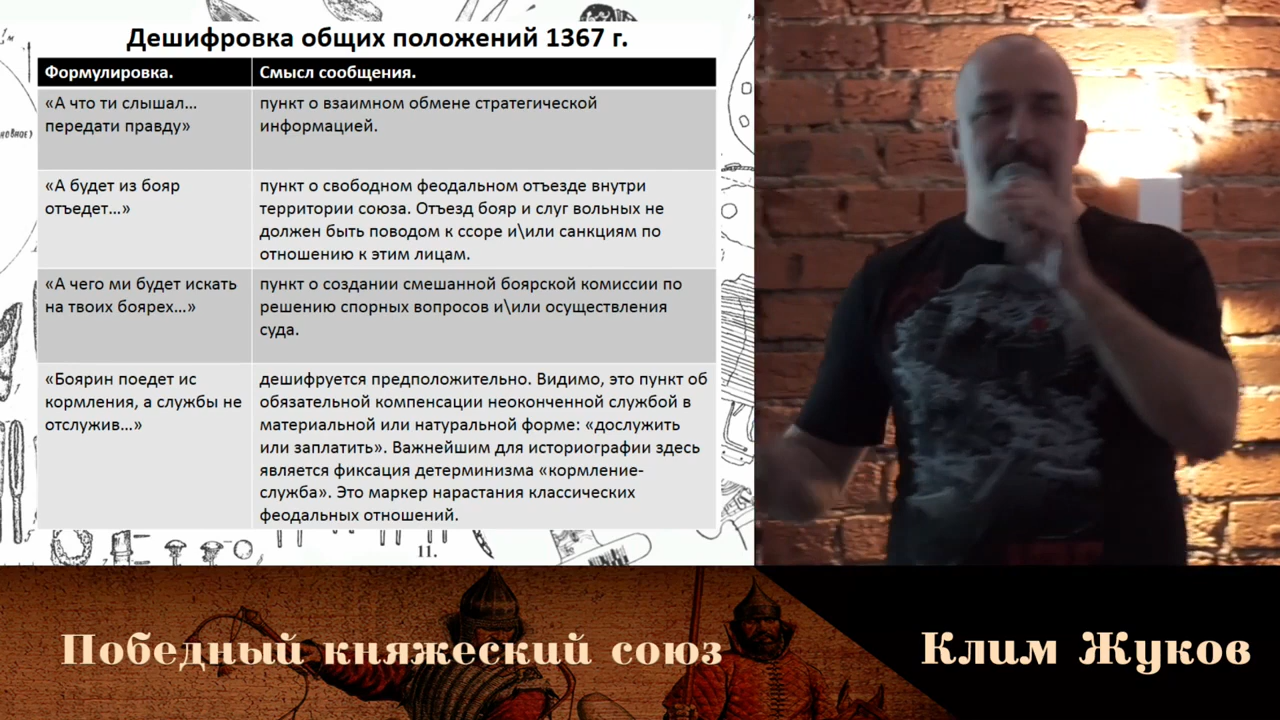 Дешифровка общих положений 1367 г.
Формулировка.
Смысл сообщения.
«А что ти слышал…
передати правду»
пункт о взаимном обмене стратегической
информацией.
«А будет из бояр
отъедет…»
пункт о свободном феодальном отъезде внутри
территории союза. Отъезд бояр и слуг вольных не
должен быть поводом к ссоре и\или санкциям по
отношению к этим лицам.
«А чего ми будет искать
на твоих боярех…»
пункт о создании смешанной боярской комиссии по
решению спорных вопросов и\или осуществления
суда.
«Боярин поедет ис
кормления, а службы не
отслужив…»
дешифруется предположительно. Видимо, это пункт об
обязательной компенсации неоконченной службой в
материальной или натуральной форме: «дослужить
или заплатить». Важнейшим для историографии здесь
является фиксация детерминизма «кормление-
служба». Это маркер нарастания классических
феодальных отношений.
11.
Победный княжеский союз
Клим Жуков